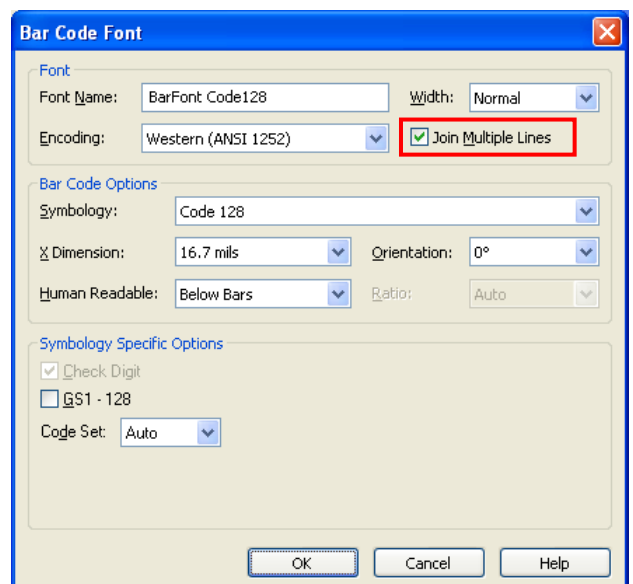 Bar Code Font
Font
Font Name: BarFont Code128 Width: Normal
Encoding: Western (ANSI 1252) Join Multiple Lines
Bar Code Options
Symbology: Code 128
X Dimension: 16.7 mils Orientation: 0°
Human Readable: Below Bars Ratio: Auto
Symbology Specific Options
Check Digit
GS1 - 128
Code Set: Auto
OK Cancel Help